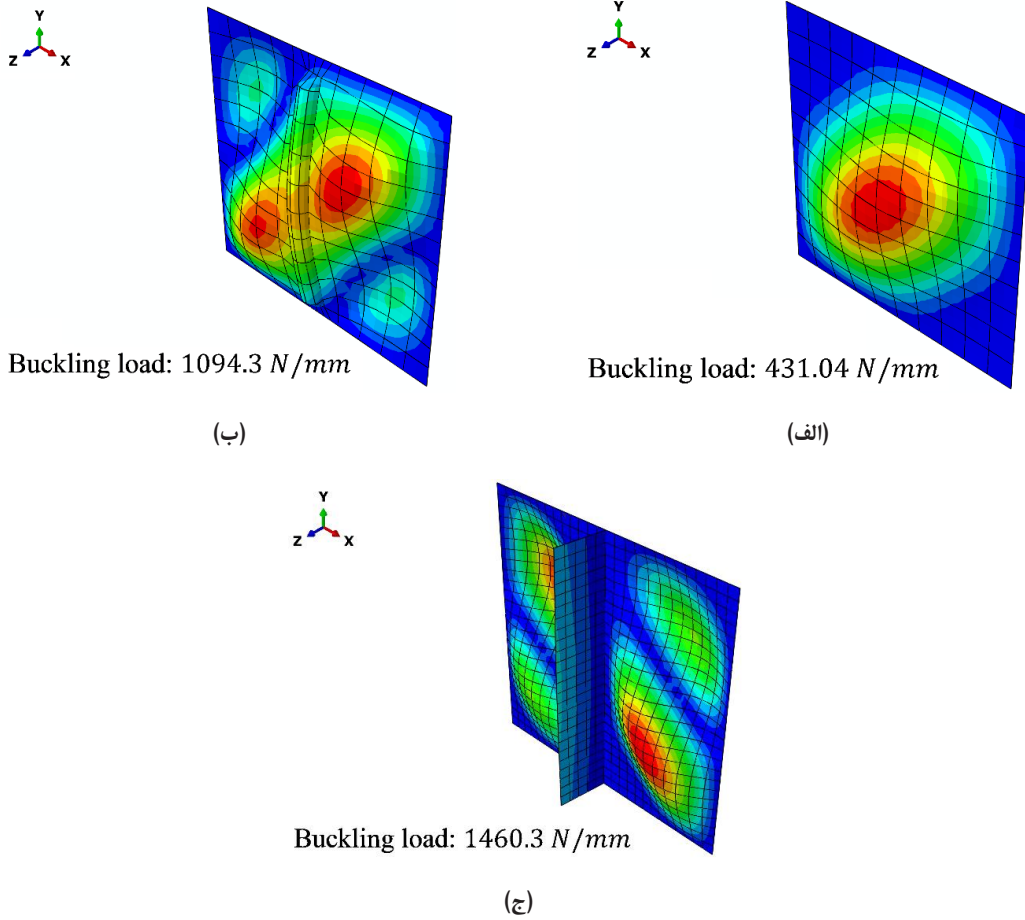 Y
Z X
Y
Z X
Buckling load: 1094.3 N/mm
Buckling load: 431.04 N/mm
(ب)
(الف)
Y
Z X
Buckling load: 1460.3 N/mm
(ج)